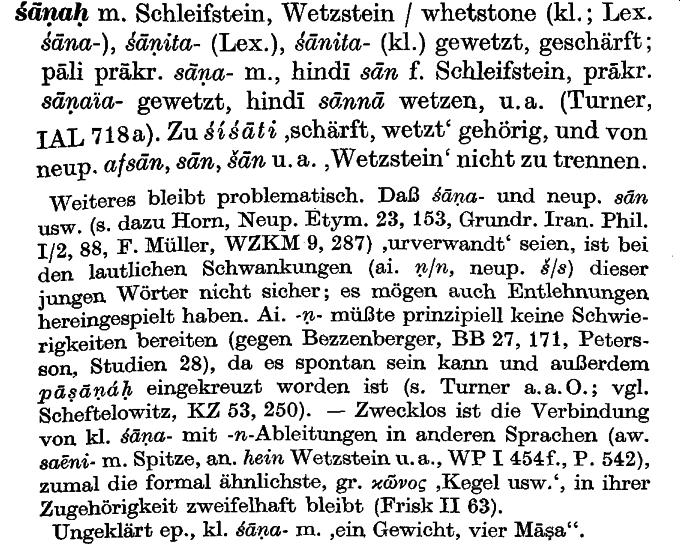 śāṇaḥ m. Schleifstein, Wetzstein / whetstone (kl.; Lex.
śāna-), śāṇita- (Lex.), śānita- (kl.) gewetzt, geschärft;
pāli prākr. sāṇa- m., hindī sān f. Schleifstein, prākr.
sāṇaïa- gewetzt, hindī sānnā wetzen, u.a. (Turner,
IAL 718a). Zu śíśāti ‚schärft, wetzt‘ gehörig, und von
neup. afsān, sān, šān u.a. ‚Wetzstein‘ nicht zu trennen.
Weiteres bleibt problematisch. Daß śāṇa- und neup. sān
usw. (s. dazu Horn, Neup. Etym. 23, 153, Grundr. Iran. Phil.
I/2, 88, F. Müller, WZKM 9, 287) ‚urverwandt‘ seien, ist bei
den lautlichen Schwankungen (ai. ṇ/n, neup. š/s) dieser
jungen Wörter nicht sicher; es mögen auch Entlehnungen
hereingespielt haben. Ai. -ṇ- müßte prinzipiell keine Schwie-
rigkeiten bereiten (gegen Bezzenberger, BB 27, 171, Peters-
son, Studien 28), da es spontan sein kann und außerdem
pāṣāṇáḥ eingekreuzt worden ist (s. Turner a.a.O.; vgl.
Scheftelowitz, KZ 53, 250). — Zwecklos ist die Verbindung
von kl. śāṇa- mit -n-Ableitungen in anderen Sprachen (aw.
saēni- m. Spitze, an. hein Wetzstein u.a., WP I 454f., P. 542),
zumal die formal ähnlichste, gr. κῶνος ‚Kegel usw.‘, in ihrer
Zugehörigkeit zweifelhaft bleibt (Frisk II 63).
Ungeklärt ep., kl. śāṇa- m. ‚ein Gewicht, vier Māṣa“.